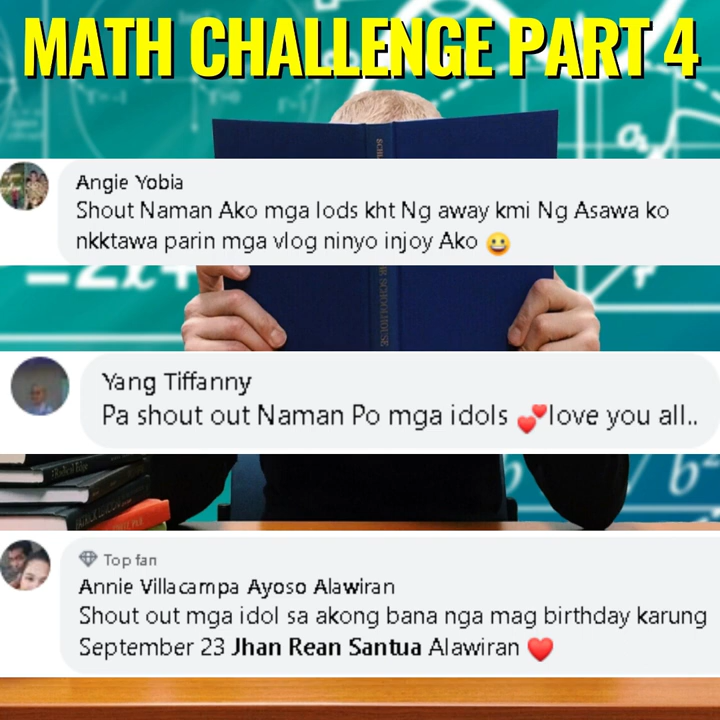 MATH CHALLENGE PART 4
Angie Yobia
Shout Naman Ako mga lods kht Ng away kmi Ng Asawa ko
nkktawa parin mga vlog ninyo injoy Ako 😀
Yang Tiffanny
Pa shout out Naman Po mga idols 💕love you all..
Top fan
Annie Villacampa Ayoso Alawiran
Shout out mga idol sa akong bana nga mag birthday karung
September 23 Jhan Rean Santua Alawiran ❤️